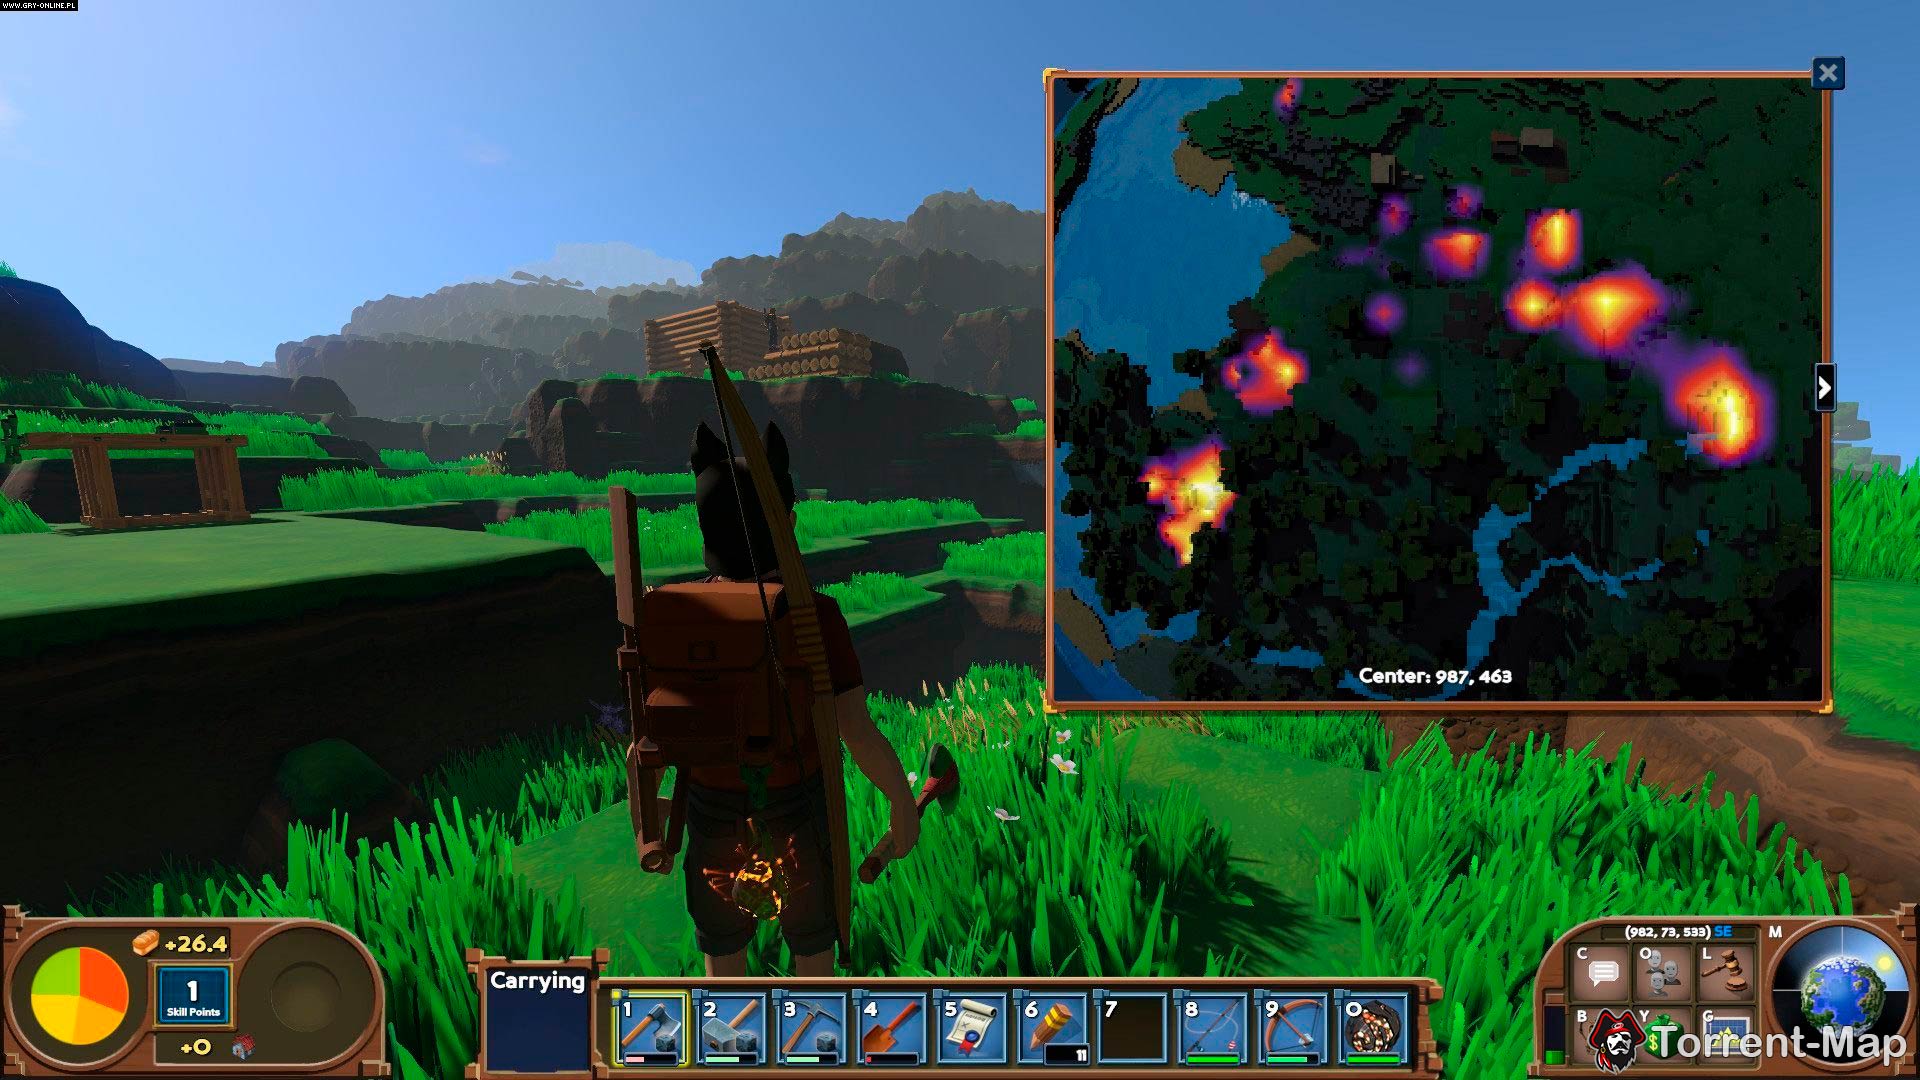 WWW.GRY-ONLINE.PL
Center: 987, 463
+26.4
1
Skill Points
+0
Carrying
1
2
3
4
5
6
11
7
8
9
0
(982, 73, 533) SE
M
C
O
L
B
Y
G
Torrent-Map